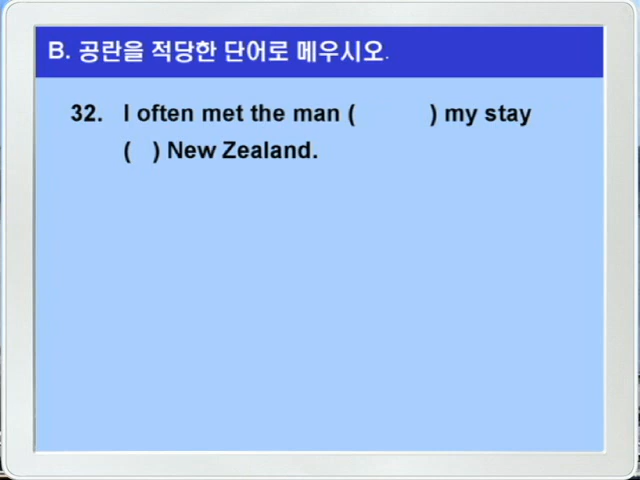 B. 공란을 적당한 단어로 메우시오.
32. I often met the man ( ) my stay
( ) New Zealand.